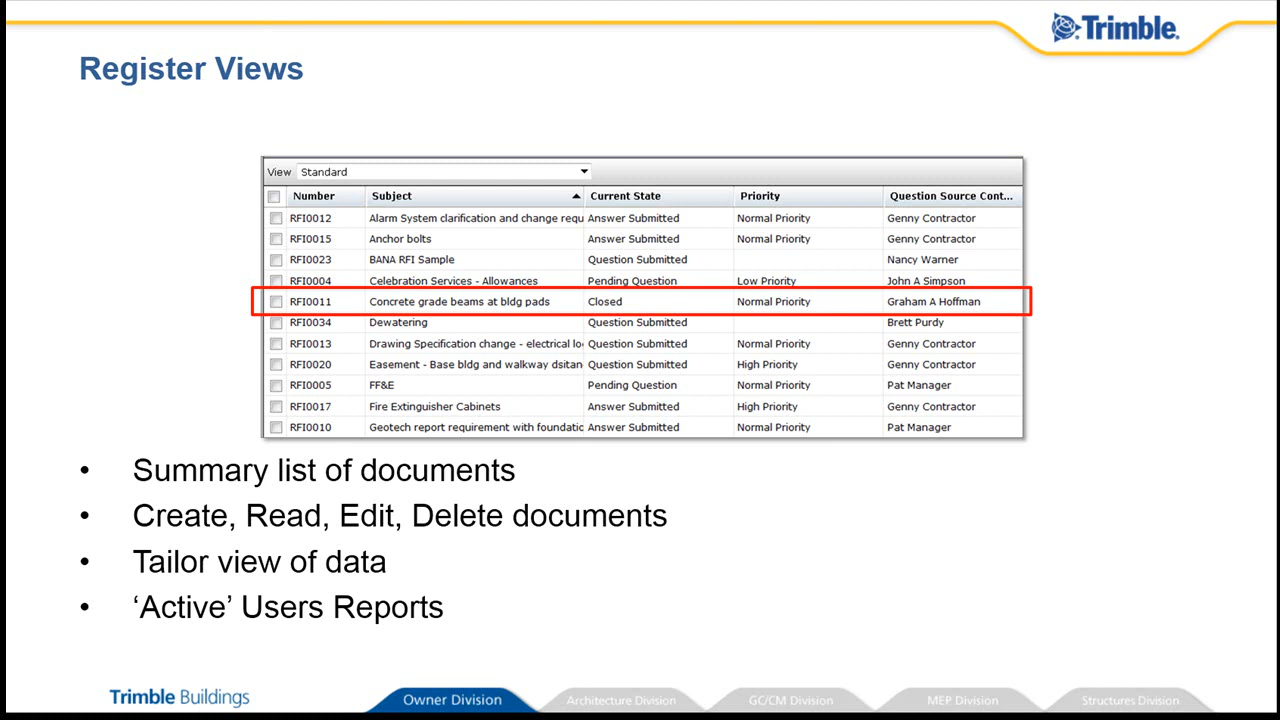 Trimble.
Register Views
View Standard
Number Subject Current State Priority Question Source Cont...
RFI0012 Alarm System clarification and change requ Answer Submitted Normal Priority Genny Contractor
RFI0015 Anchor bolts Answer Submitted Normal Priority Genny Contractor
RFI0023 BANA RFI Sample Question Submitted Nancy Warner
RFI0004 Celebration Services - Allowances Pending Question Low Priority John A Simpson
RFI0011 Concrete grade beams at bldg pads Closed Normal Priority Graham A Hoffman
RFI0034 Dewatering Question Submitted Brett Purdy
RFI0013 Drawing Specification change - electrical loc Question Submitted Normal Priority Genny Contractor
RFI0020 Easement - Base bldg and walkway dsitan Question Submitted High Priority Genny Contractor
RFI0005 FF&E Pending Question Normal Priority Pat Manager
RFI0017 Fire Extinguisher Cabinets Answer Submitted High Priority Genny Contractor
RFI0010 Geotech report requirement with foundatic Answer Submitted Normal Priority Pat Manager
• Summary list of documents
• Create, Read, Edit, Delete documents
• Tailor view of data
• ‘Active’ Users Reports
Trimble Buildings Owner Division Architecture Division GC/CM Division MEP Division Structures Division